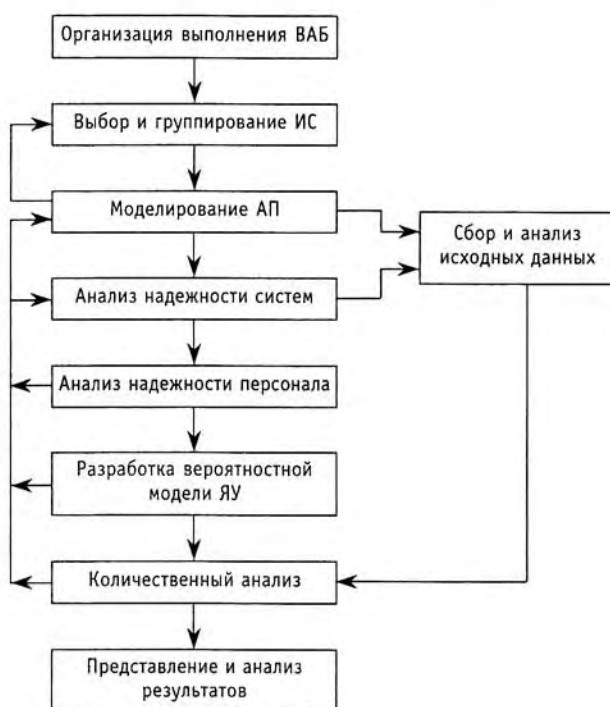 Организация выполнения ВАБ
Выбор и группирование ИС
Моделирование АП
Сбор и анализ
исходных данных
Анализ надежности систем
Анализ надежности персонала
Разработка вероятностной
модели ЯУ
Количественный анализ
Представление и анализ
результатов